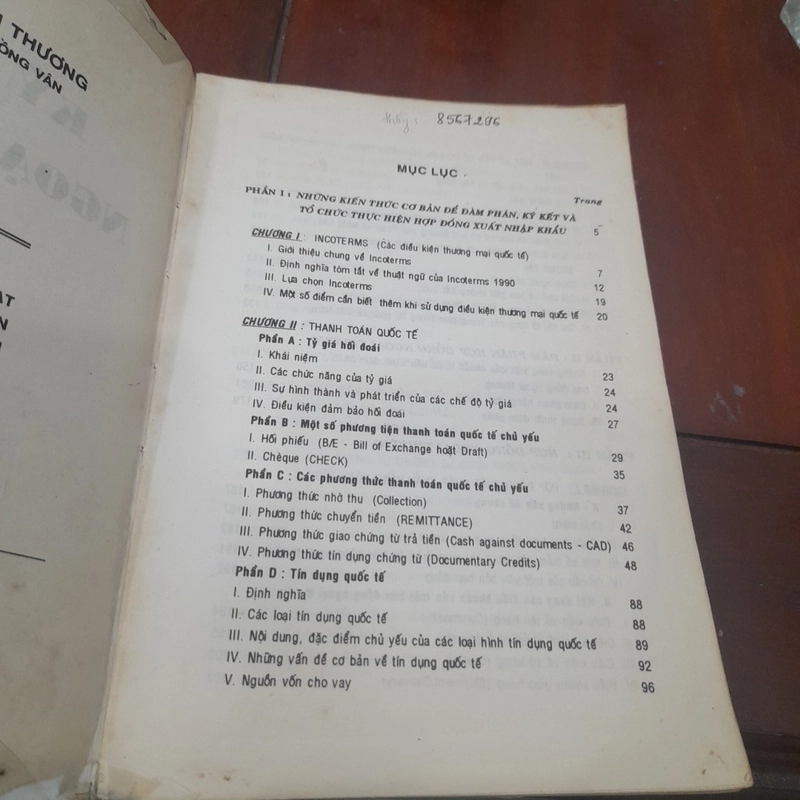 THƯƠNG
ỒNG VÂN
KỸ
NGOẠ
8567296
MỤC LỤC
Trang
PHẦN I : NHỮNG KIẾN THỨC CƠ BẢN ĐỂ ĐÀM PHÁN, KÝ KẾT VÀ
TỔ CHỨC THỰC HIỆN HỢP ĐỒNG XUẤT NHẬP KHẨU 5
CHƯƠNG I : INCOTERMS (Các điều kiện thương mại quốc tế)
I. Giới thiệu chung về Incoterms 7
II. Định nghĩa tóm tắt về thuật ngữ của Incoterms 1990 12
III. Lựa chọn Incoterms 19
IV. Một số điểm cần biết thêm khi sử dụng điều kiện thương mại quốc tế 20
CHƯƠNG II : THANH TOÁN QUỐC TẾ
Phần A : Tỷ giá hối đoái
I. Khái niệm 23
II. Các chức năng của tỷ giá 24
III. Sự hình thành và phát triển của các chế độ tỷ giá 24
IV. Điều kiện đảm bảo hối đoái 27
Phần B : Một số phương tiện thanh toán quốc tế chủ yếu
I. Hối phiếu (B/E - Bill of Exchange hoặt Draft) 29
II. Chèque (CHECK) 35
Phần C : Các phương thức thanh toán quốc tế chủ yếu
I. Phương thức nhờ thu (Collection) 37
II. Phương thức chuyển tiền (REMITTANCE) 42
III. Phương thức giao chứng từ trả tiền (Cash against documents - CAD) 46
IV. Phương thức tín dụng chứng từ (Documentary Credits) 48
Phần D : Tín dụng quốc tế
I. Định nghĩa 88
II. Các loại tín dụng quốc tế 88
III. Nội dung, đặc điểm chủ yếu của các loại hình tín dụng quốc tế 89
IV. Những vấn đề cơ bản về tín dụng quốc tế 92
V. Nguồn vốn cho vay 96